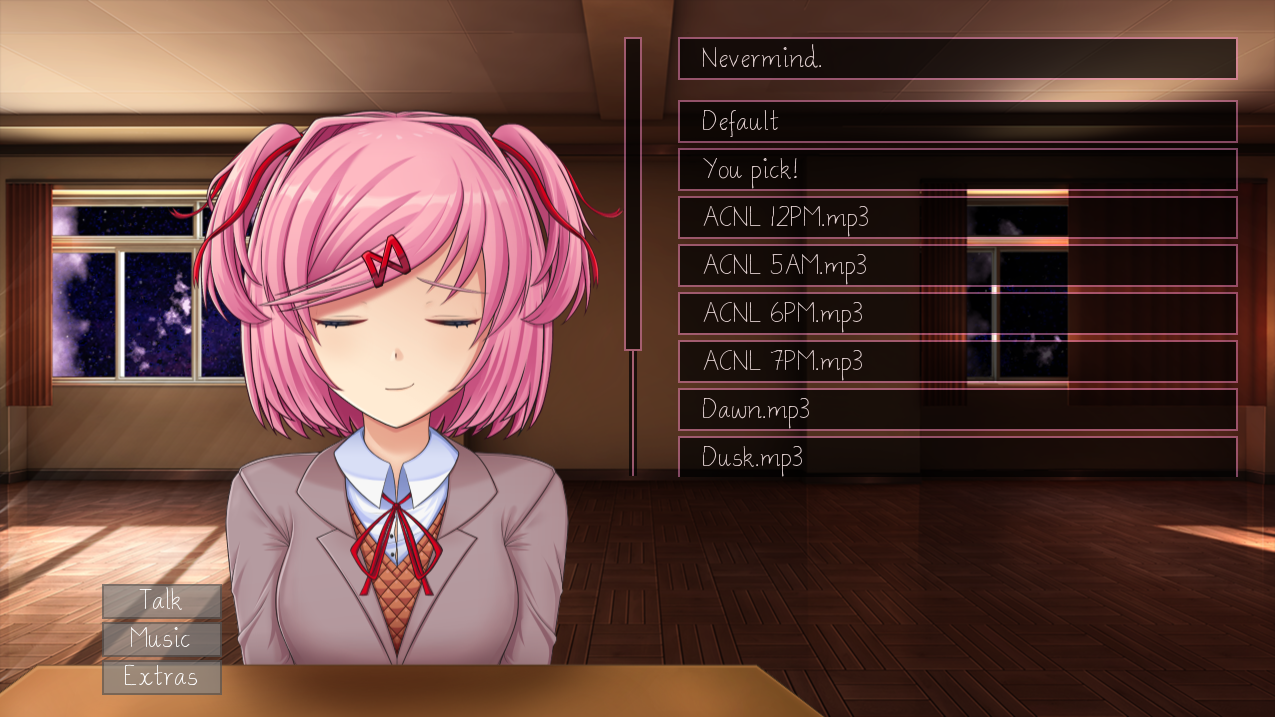 Nevermind.
Default
You pick!
ACNL 12PM.mp3
ACNL 5AM.mp3
ACNL 6PM.mp3
ACNL 7PM.mp3
Dawn.mp3
Dusk.mp3
Talk
Music
Extras